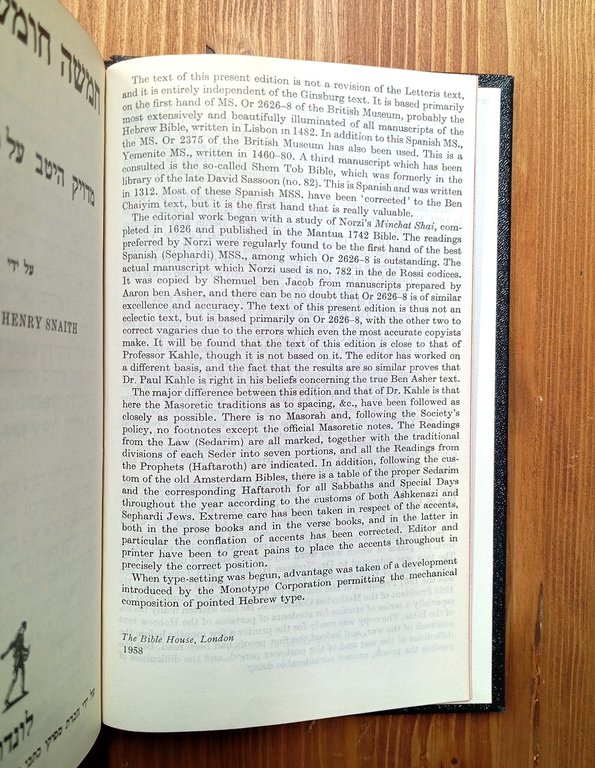 חמשה חומש
מדויק היטב על
על ידי
HENRY SNAITH
לונדו
על ידי חברת מפיצי כתבי
The text of this present edition is not a revision of the Letteris text,
and it is entirely independent of the Ginsburg text. It is based primarily
on the first hand of MS. Or 2626–8 of the British Museum, probably the
most extensively and beautifully illuminated of all manuscripts of the
Hebrew Bible, written in Lisbon in 1482. In addition to this Spanish MS.,
the MS. Or 2375 of the British Museum has also been used. This is a
Yemenite MS., written in 1460–80. A third manuscript which has been
consulted is the so-called Shem Tob Bible, which was formerly in the
library of the late David Sassoon (no. 82). This is Spanish and was written
in 1312. Most of these Spanish MSS. have been 'corrected' to the Ben
Chaiyim text, but it is the first hand that is really valuable.
The editorial work began with a study of Norzi's Minchat Shai, com-
pleted in 1626 and published in the Mantua 1742 Bible. The readings
preferred by Norzi were regularly found to be the first hand of the best
Spanish (Sephardi) MSS., among which Or 2626–8 is outstanding. The
actual manuscript which Norzi used is no. 782 in the de Rossi codices.
It was copied by Shemuel ben Jacob from manuscripts prepared by
Aaron ben Asher, and there can be no doubt that Or 2626–8 is of similar
excellence and accuracy. The text of this present edition is thus not an
eclectic text, but is based primarily on Or 2626–8, with the other two to
correct vagaries due to the errors which even the most accurate copyists
make. It will be found that the text of this edition is close to that of
Professor Kahle, though it is not based on it. The editor has worked on
a different basis, and the fact that the results are so similar proves that
Dr. Paul Kahle is right in his beliefs concerning the true Ben Asher text.
The major difference between this edition and that of Dr. Kahle is that
here the Masoretic traditions as to spacing, &c., have been followed as
closely as possible. There is no Masorah and, following the Society's
policy, no footnotes except the official Masoretic notes. The Readings
from the Law (Sedarim) are all marked, together with the traditional
divisions of each Seder into seven portions, and all the Readings from
the Prophets (Haftaroth) are indicated. In addition, following the cus-
tom of the old Amsterdam Bibles, there is a table of the proper Sedarim
and the corresponding Haftaroth for all Sabbaths and Special Days
throughout the year according to the customs of both Ashkenazi and
Sephardi Jews. Extreme care has been taken in respect of the accents,
both in the prose books and in the verse books, and in the latter in
particular the conflation of accents has been corrected. Editor and
printer have been to great pains to place the accents throughout in
precisely the correct position.
When type-setting was begun, advantage was taken of a development
introduced by the Monotype Corporation permitting the mechanical
composition of pointed Hebrew type.
The Bible House, London
1958